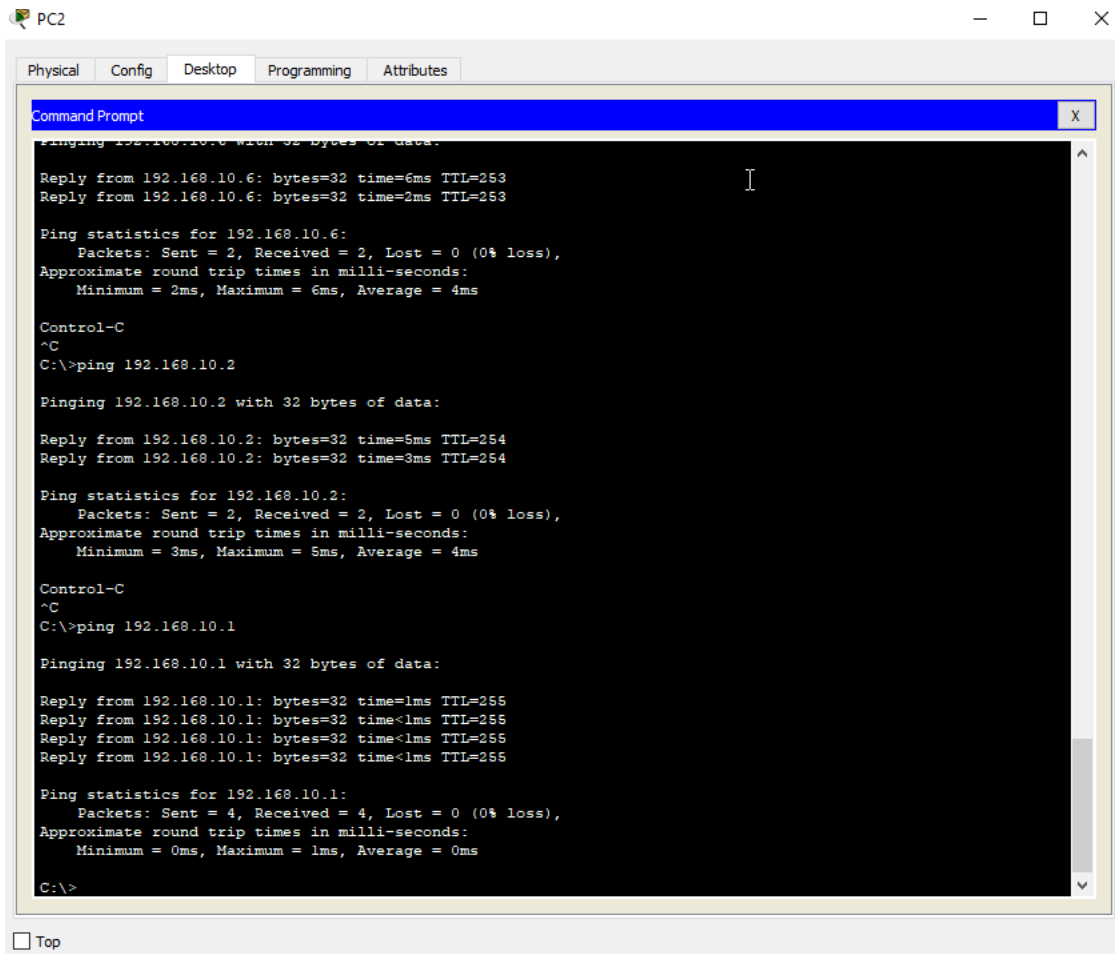 PC2
Physical Config Desktop Programming Attributes
Command Prompt
X
Pinging 192.168.10.6 with 32 bytes of data:
Reply from 192.168.10.6: bytes=32 time=6ms TTL=253
Reply from 192.168.10.6: bytes=32 time=2ms TTL=253
Ping statistics for 192.168.10.6:
Packets: Sent = 2, Received = 2, Lost = 0 (0% loss),
Approximate round trip times in milli-seconds:
Minimum = 2ms, Maximum = 6ms, Average = 4ms
Control-C
^C
C:\>ping 192.168.10.2
Pinging 192.168.10.2 with 32 bytes of data:
Reply from 192.168.10.2: bytes=32 time=5ms TTL=254
Reply from 192.168.10.2: bytes=32 time=3ms TTL=254
Ping statistics for 192.168.10.2:
Packets: Sent = 2, Received = 2, Lost = 0 (0% loss),
Approximate round trip times in milli-seconds:
Minimum = 3ms, Maximum = 5ms, Average = 4ms
Control-C
^C
C:\>ping 192.168.10.1
Pinging 192.168.10.1 with 32 bytes of data:
Reply from 192.168.10.1: bytes=32 time=1ms TTL=255
Reply from 192.168.10.1: bytes=32 time<1ms TTL=255
Reply from 192.168.10.1: bytes=32 time<1ms TTL=255
Reply from 192.168.10.1: bytes=32 time<1ms TTL=255
Ping statistics for 192.168.10.1:
Packets: Sent = 4, Received = 4, Lost = 0 (0% loss),
Approximate round trip times in milli-seconds:
Minimum = 0ms, Maximum = 1ms, Average = 0ms
C:\>
Top